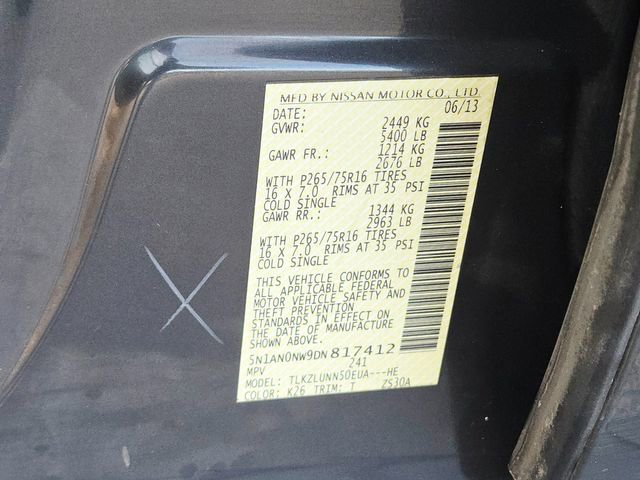 MFD BY NISSAN MOTOR CO., LTD.
DATE: 06/13
GVWR: 2449 KG
5400 LB
GAWR FR.: 1214 KG
2676 LB
WITH P265/75R16 TIRES
16 X 7.0 RIMS AT 35 PSI
COLD SINGLE
GAWR RR.: 1344 KG
2963 LB
WITH P265/75R16 TIRES
16 X 7.0 RIMS AT 35 PSI
COLD SINGLE
THIS VEHICLE CONFORMS TO
ALL APPLICABLE FEDERAL
MOTOR VEHICLE SAFETY AND
THEFT PREVENTION
STANDARDS IN EFFECT ON
THE DATE OF MANUFACTURE
5N1AN0NW9DN817412
MPV 241
MODEL: TLKZLUNN50EUA---HE
COLOR: K26 TRIM: T ZS30A